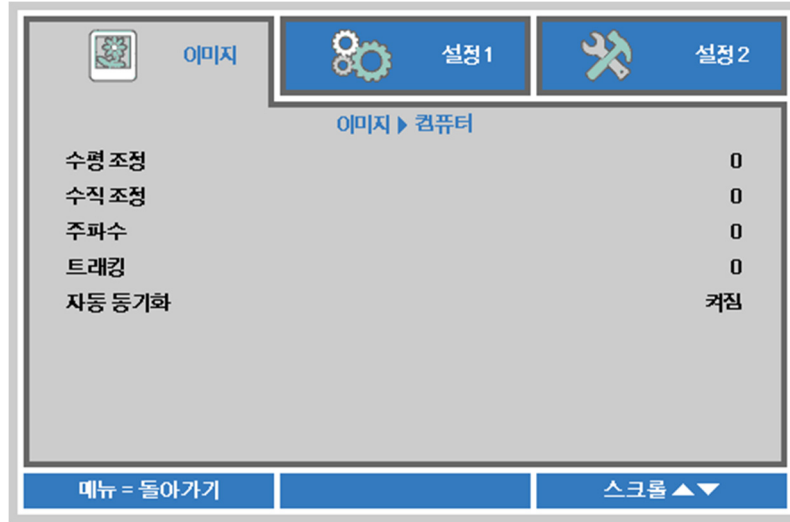 이미지
설정 1
설정 2
이미지 ▶ 컴퓨터
수평 조정 0
수직 조정 0
주파수 0
트래킹 0
자동 동기화 켜짐
메뉴 = 돌아가기
스크롤 ▲▼